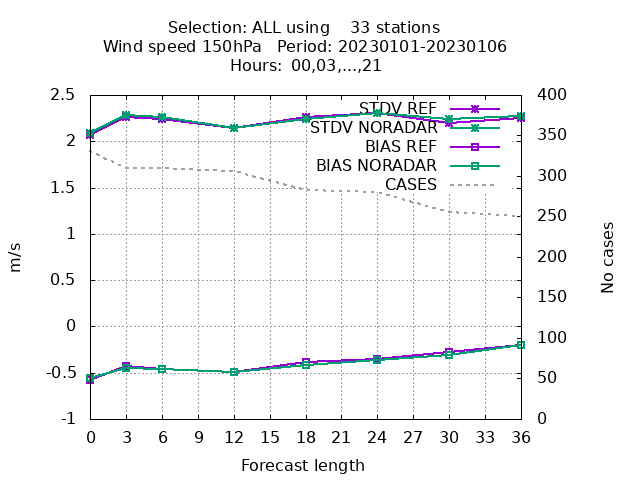 Selection: ALL using    33 stations
Wind speed 150hPa   Period: 20230101-20230106
Hours:  00,03,...,21
STDV REF
STDV NORADAR
BIAS REF
BIAS NORADAR
CASES
2.5
2
1.5
1
0.5
0
-0.5
-1
400
350
300
250
200
150
100
50
0
m/s
No cases
0 3 6 9 12 15 18 21 24 27 30 33 36
Forecast length